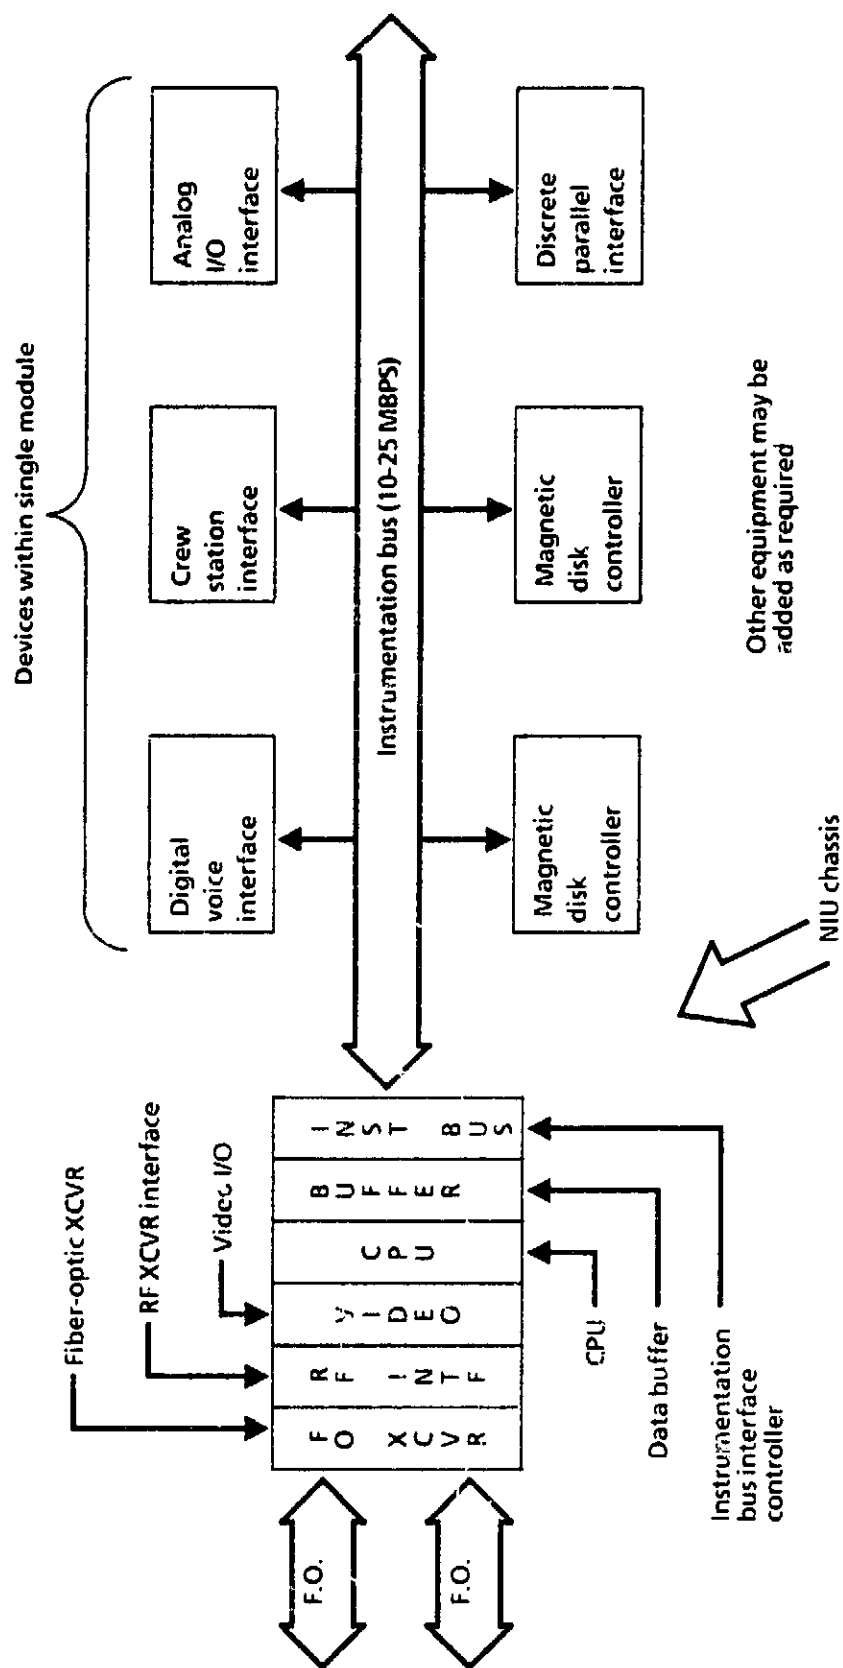 Devices within single module
Digital
voice
interface
Crew
station
interface
Analog
I/O
interface
Instrumentation bus (10-25 MBPS)
Magnetic
disk
controller
Magnetic
disk
controller
Discrete
parallel
interface
Other equipment may be
added as required
NIU chassis
Fiber-optic XCVR
RF XCVR interface
Video I/O
F.O.
F.O.
FO XCVR
RF INTF
VIDEO
CPU
BUFFER
INST BUS
CPU
Data buffer
Instrumentation
bus interface
controller